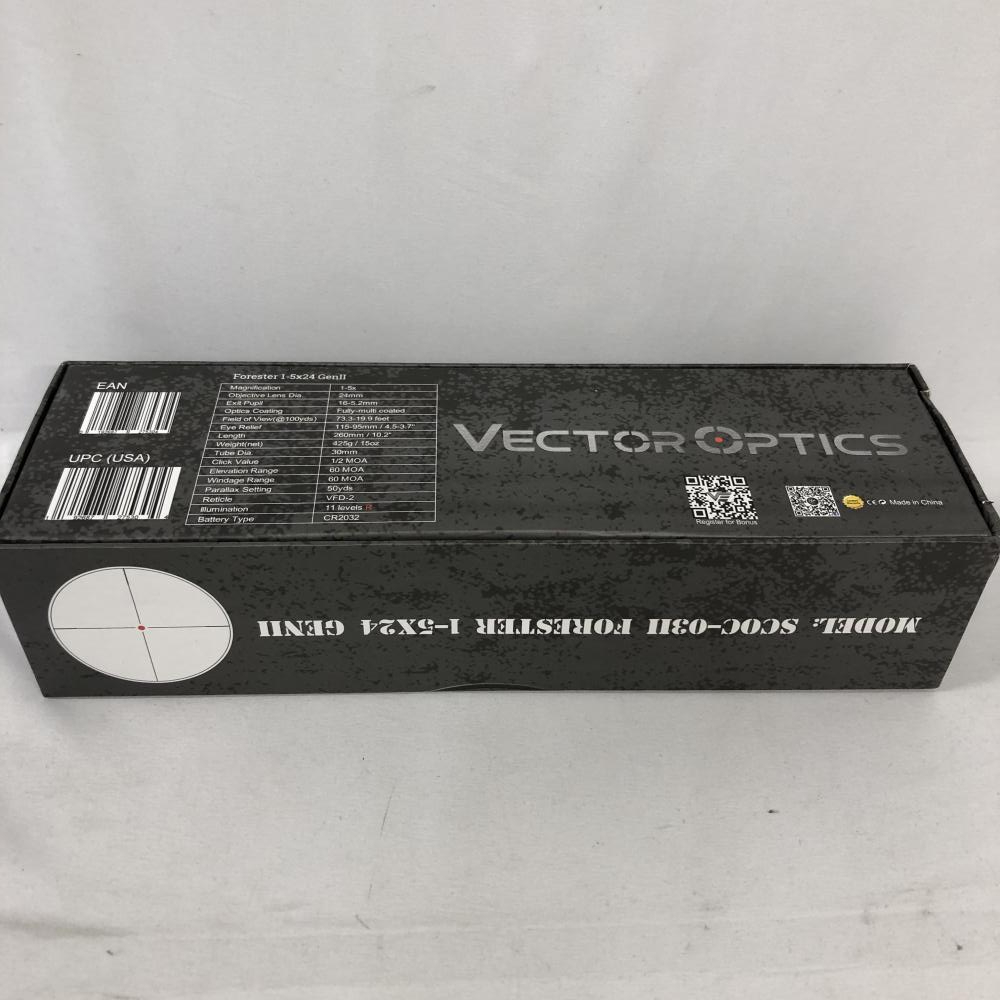 EAN
UPC (USA)
Forester 1-5x24 GenII
Magnification 1-5x
Objective Lens Dia. 24mm
Exit Pupil 16-5.2mm
Optics Coating Fully-multi coated
Field of View(@100yds) 73.3-19.9 feet
Eye Relief 115-95mm / 4.5-3.7"
Length 260mm / 10.2"
Weight(net) 425g / 15oz
Tube Dia. 30mm
Click Value 1/2 MOA
Elevation Range 60 MOA
Windage Range 60 MOA
Parallax Setting 50yds
Reticle VFD-2
Illumination 11 levels R
Battery Type CR2032
VECTOR OPTICS
Register for Bonus
CE Made in China
MODEL: SCOC-03II FORESTER 1-5X24 GENII